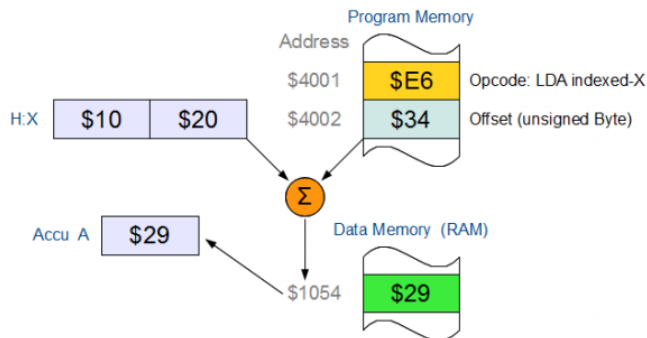 Program Memory
Address
$4001 $E6 Opcode: LDA indexed-X
H:X $10 $20 $4002 $34 Offset (unsigned Byte)
Σ
Accu A $29 Data Memory (RAM)
$1054 $29